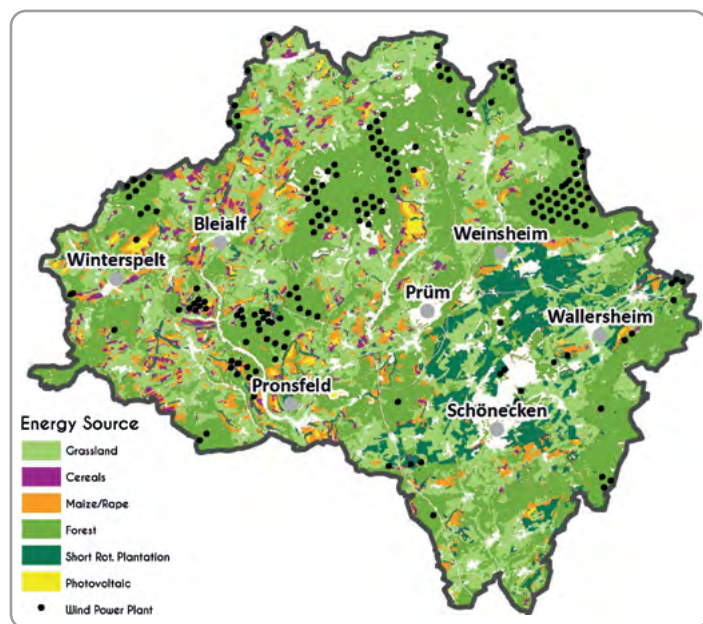 Bleialf
Weinsheim
Winterspelt
Prüm
Wallersheim
Pronsfeld
Schönecken
Energy Source
Grassland
Cereals
Maize/Rape
Forest
Short Rot. Plantation
Photovoltaic
Wind Power Plant